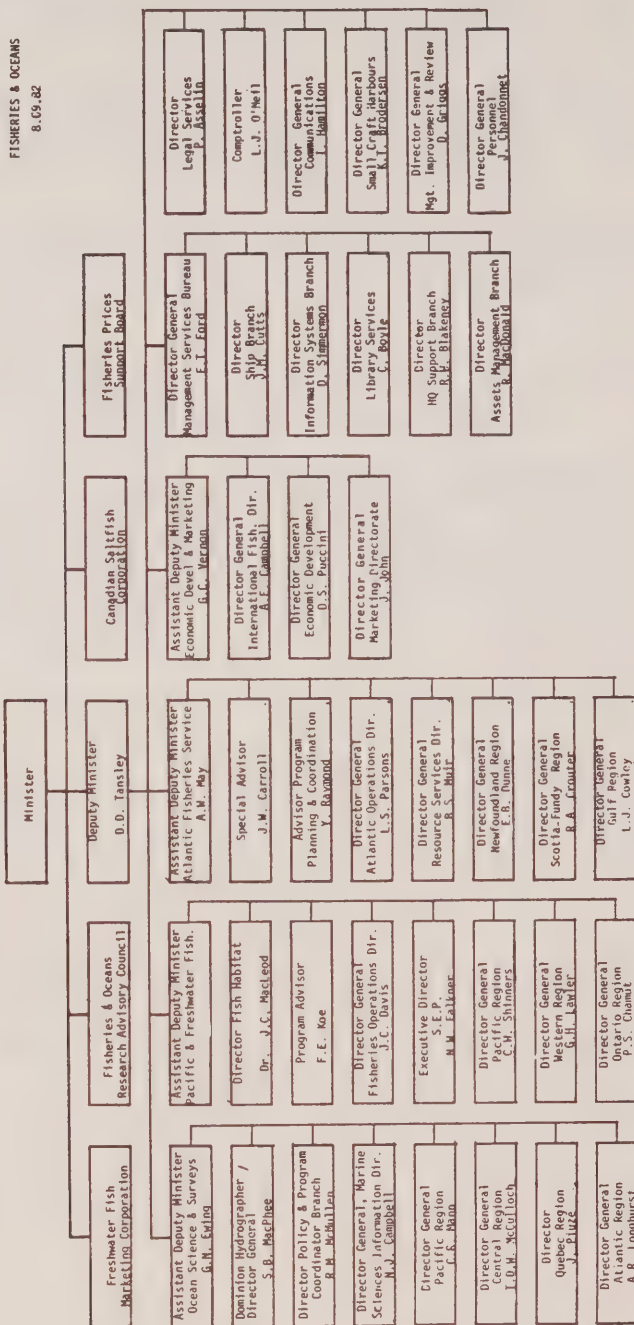 FISHERIES & OCEANS
8.09.82
Minister
Freshwater Fish
Marketing Corporation
Fisheries & Oceans
Research Advisory Council
Deputy Minister
D.D. Tansley
Canadian Saltfish
Corporation
Fisheries Prices
Support Board
Assistant Deputy Minister
Ocean Science & Surveys
G.N. Ewing
Dominion Hydrographer /
Director General
S.B. MacPhee
Director Policy & Program
Coordinator Branch
R.M. McMullen
Director General, Marine
Sciences Information Dir.
N.J. Campbell
Director General
Pacific Region
C.R. Mann
Director General
Central Region
T.D.W. McCulloch
Director
Quebec Region
J. Piuze
Director General
Atlantic Region
A.R. Longhurst
Assistant Deputy Minister
Pacific & Freshwater Fish.
Director Fish Habitat
Dr. J.C. MacLeod
Program Advisor
F.E. Koe
Director General
Fisheries Operations Dir.
J.C. Davis
Executive Director
S.E.P.
N.W. Falkner
Director General
Pacific Region
C.W. Shinners
Director General
Western Region
G.H. Lawler
Director General
Ontario Region
P.S. Chamut
Assistant Deputy Minister
Atlantic Fisheries Service
A.W. May
Special Advisor
J.W. Carroll
Advisor Program
Planning & Coordination
Y. Raymond
Director General
Atlantic Operations Dir.
L.S. Parsons
Director General
Resource Services Dir.
B.S. Muir
Director General
Newfoundland Region
E.B. Dunne
Director General
Scotia-Fundy Region
R.A. Crouter
Director General
Gulf Region
L.J. Cowley
Assistant Deputy Minister
Economic Devel & Marketing
G.C. Vernon
Director General
International Fish. Dir.
A.E. Campbell
Director General
Economic Development
D.S. Puccini
Director General
Marketing Directorate
J. John
Director General
Management Services Bureau
E.T. Ford
Director
Ship Branch
J.M. Cutts
Director
Information Systems Branch
D. Simmermon
Director
Library Services
C. Boyle
Director
HQ Support Branch
R.W. Blakeney
Director
Assets Management Branch
R. MacDonald
Director
Legal Services
P. Asselin
Comptroller
L.J. O'Neil
Director General
Communications
I. Hamilton
Director General
Small Craft Harbours
K.T. Brodersen
Director General
Mgt. Improvement & Review
D. Griggs
Director General
Personnel
J. Chandonnet